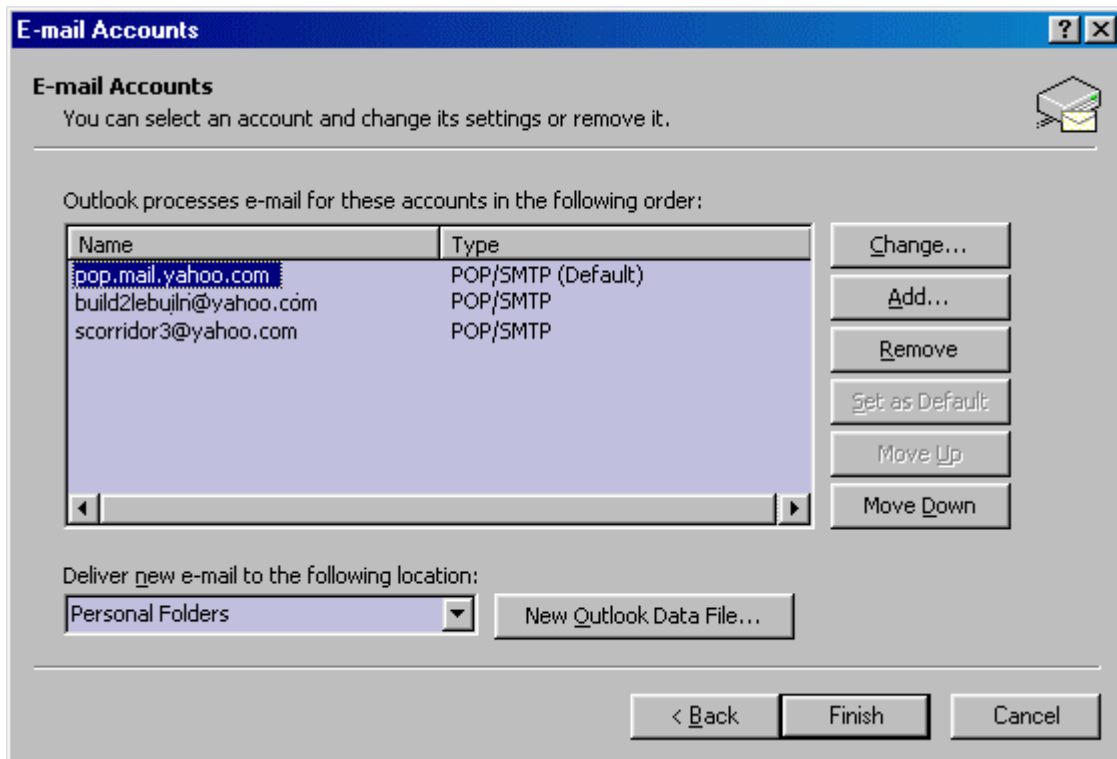 E-mail Accounts
E-mail Accounts
You can select an account and change its settings or remove it.
Outlook processes e-mail for these accounts in the following order:
Name Type
pop.mail.yahoo.com POP/SMTP (Default)
POP/SMTP
scorridor3@yahoo.com POP/SMTP
Change...
Add...
Remove
Set as Default
Move Up
Move Down
Deliver new e-mail to the following location:
Personal Folders
New Outlook Data File...
< Back
Finish
Cancel